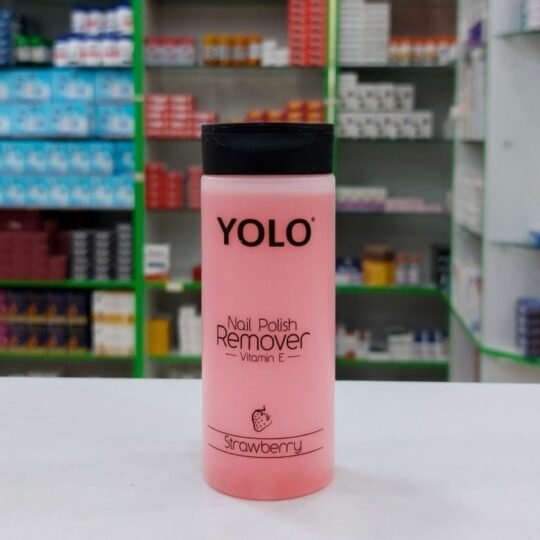 YOLO®
Nail Polish
Remover
Vitamin E
Strawberry